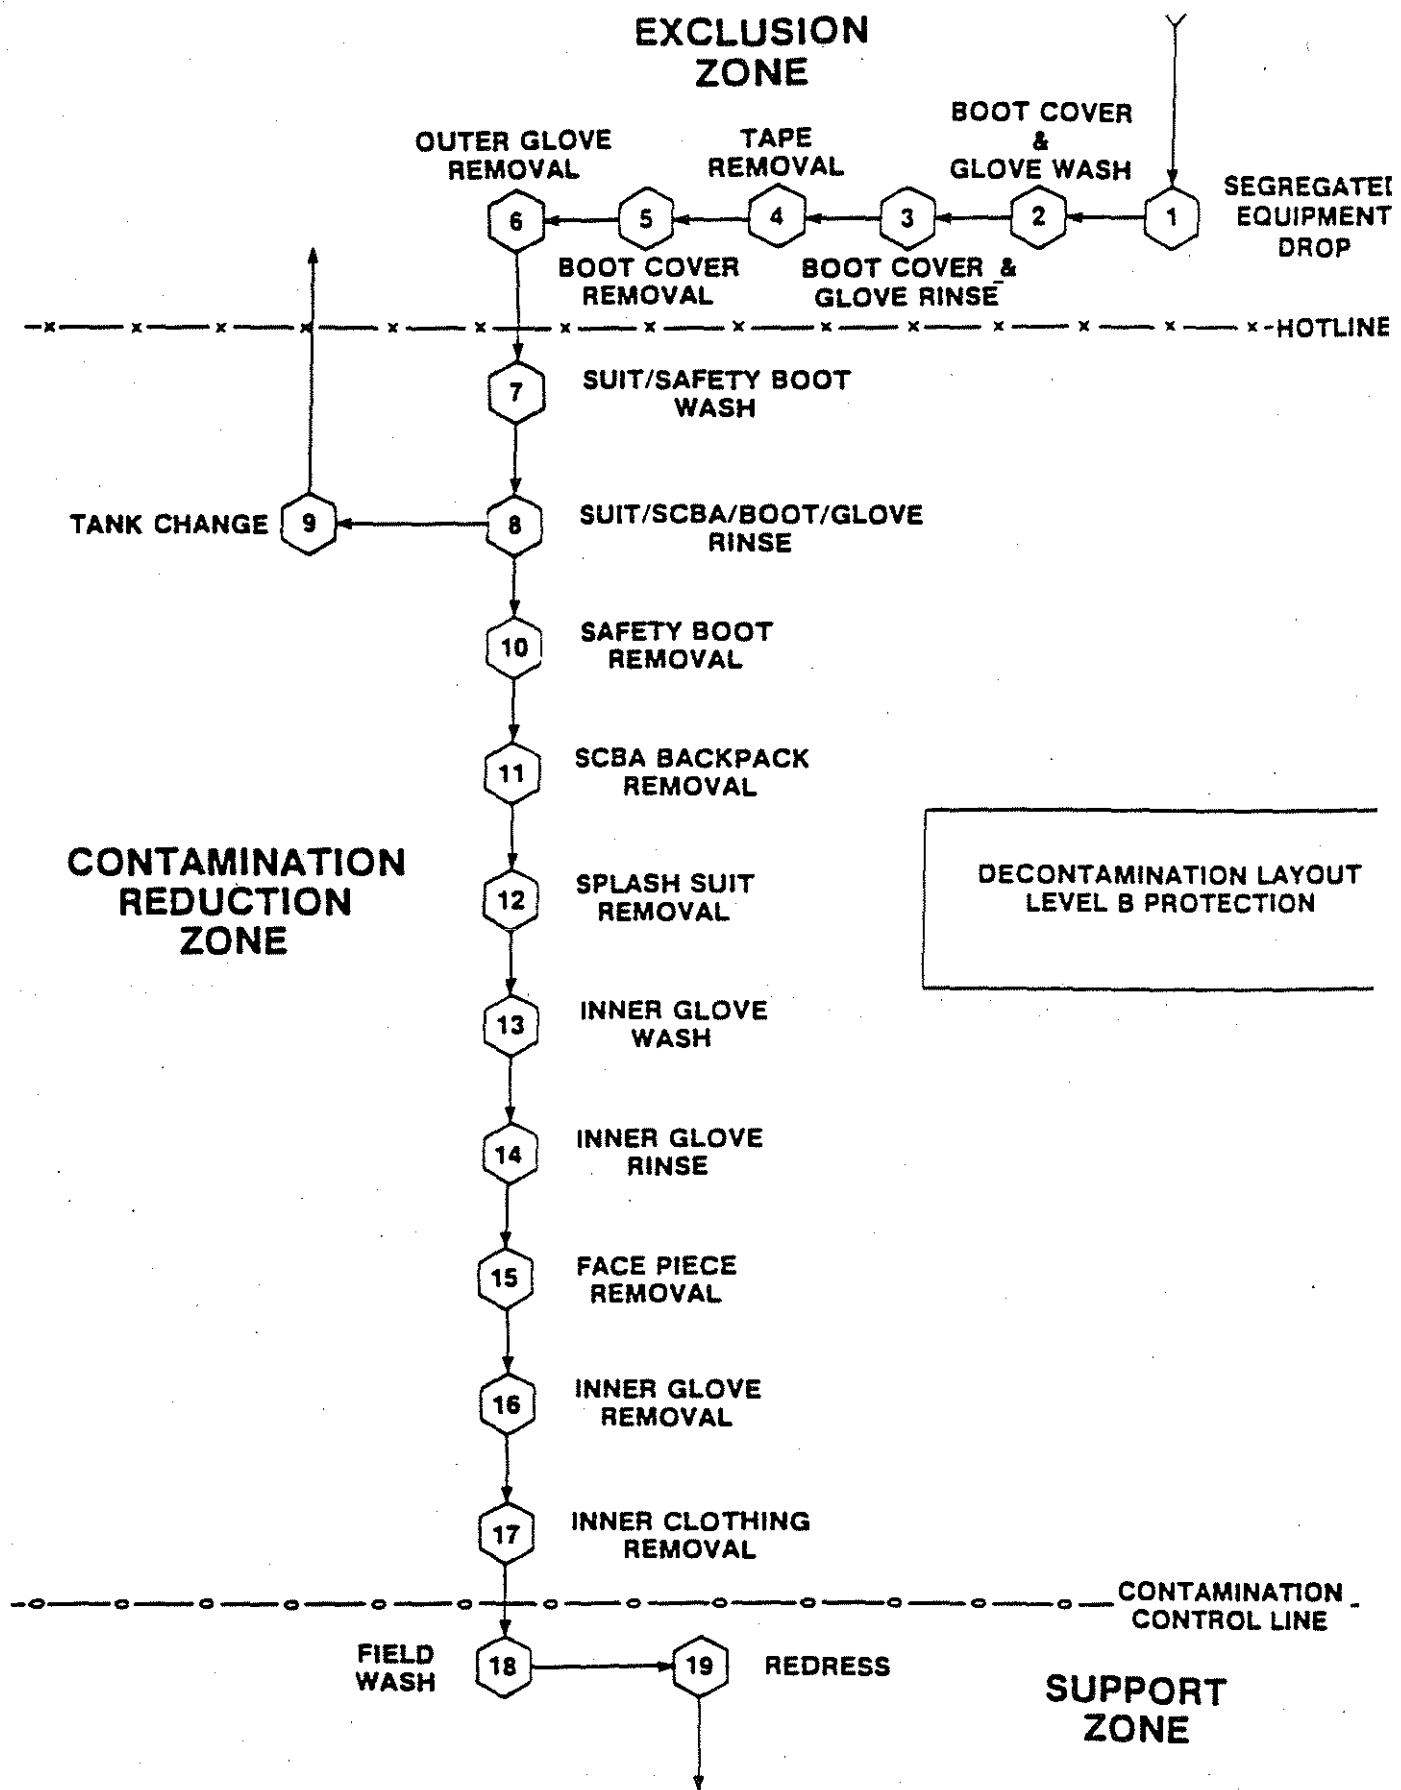 EXCLUSION
ZONE
OUTER GLOVE
REMOVAL
TAPE
REMOVAL
BOOT COVER
&
GLOVE WASH
6
5
4
3
2
1
SEGREGATED
EQUIPMENT
DROP
BOOT COVER
REMOVAL
BOOT COVER &
GLOVE RINSE
HOTLINE
7
SUIT/SAFETY BOOT
WASH
TANK CHANGE
9
8
SUIT/SCBA/BOOT/GLOVE
RINSE
10
SAFETY BOOT
REMOVAL
11
SCBA BACKPACK
REMOVAL
CONTAMINATION
REDUCTION
ZONE
12
SPLASH SUIT
REMOVAL
DECONTAMINATION LAYOUT
LEVEL B PROTECTION
13
INNER GLOVE
WASH
14
INNER GLOVE
RINSE
15
FACE PIECE
REMOVAL
16
INNER GLOVE
REMOVAL
17
INNER CLOTHING
REMOVAL
CONTAMINATION
CONTROL LINE
FIELD
WASH
18
19
REDRESS
SUPPORT
ZONE